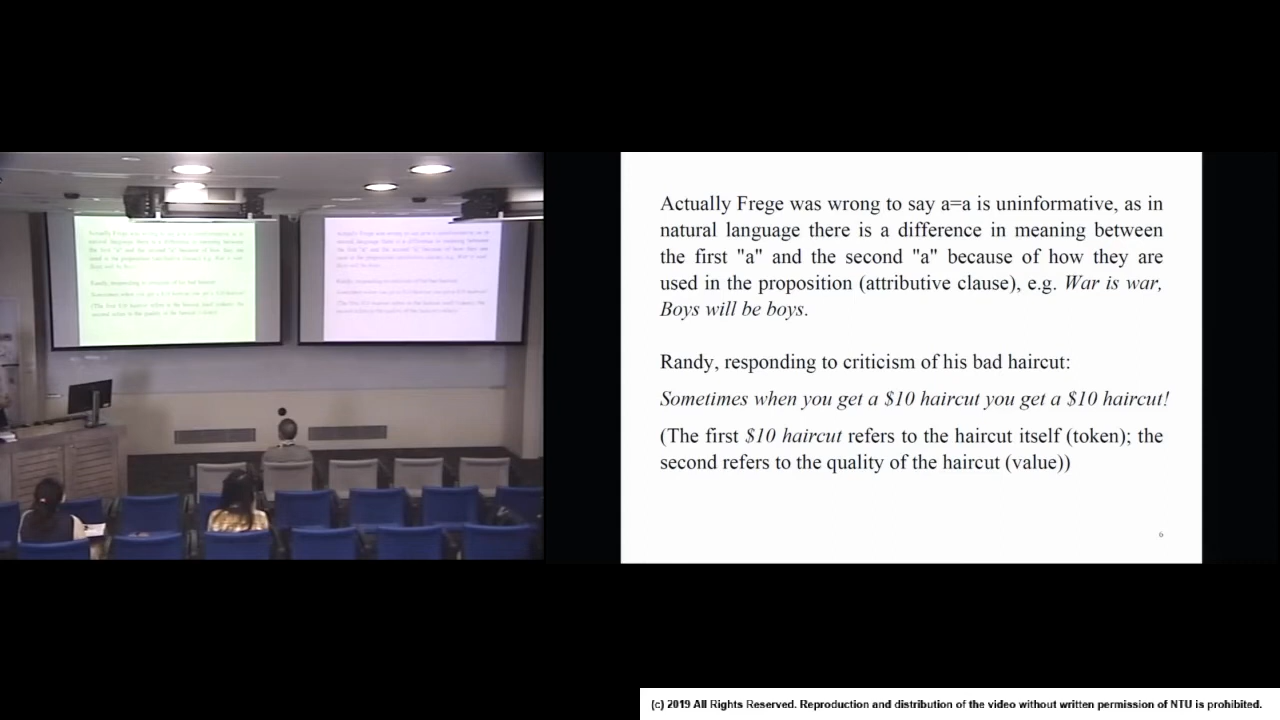 Actually Frege was wrong to say a=a is uninformative, as in
natural language there is a difference in meaning between
the first "a" and the second "a" because of how they are
used in the proposition (attributive clause), e.g. War is war,
Boys will be boys.
Randy, responding to criticism of his bad haircut:
Sometimes when you get a $10 haircut you get a $10 haircut!
(The first $10 haircut refers to the haircut itself (token); the
second refers to the quality of the haircut (value))
6
(c) 2019 All Rights Reserved. Reproduction and distribution of the video without written permission of NTU is prohibited.